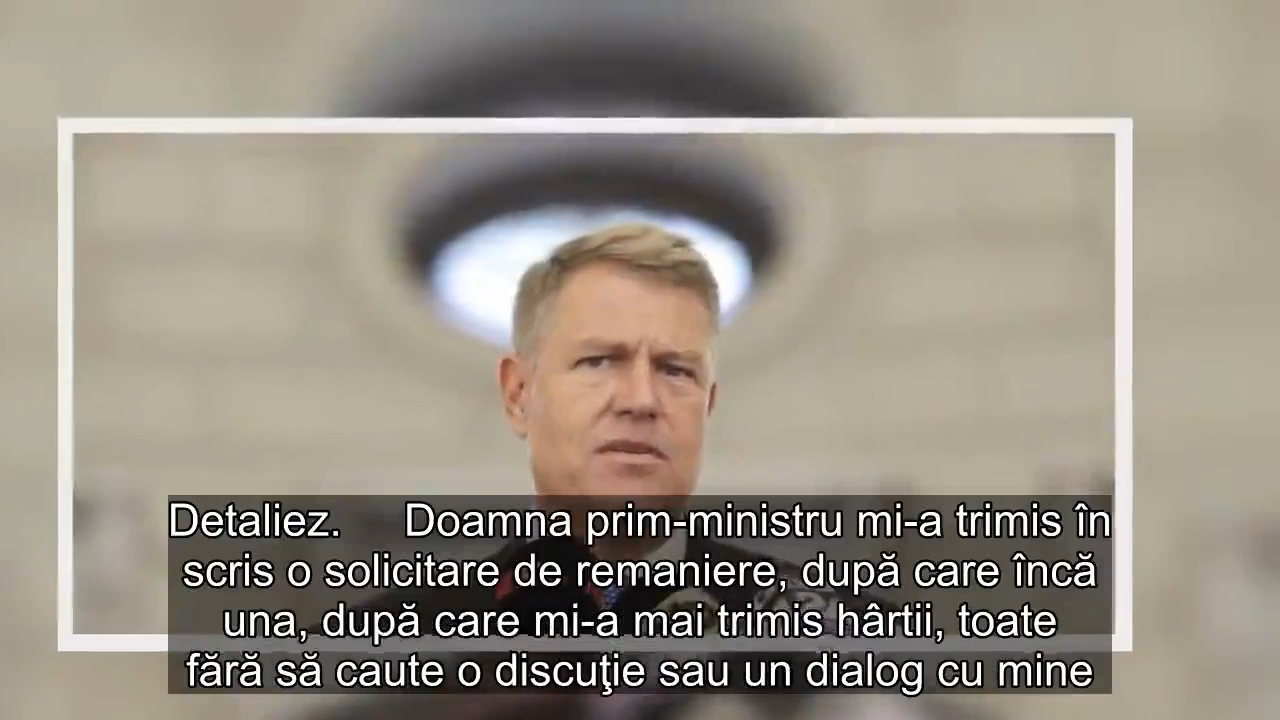 Detaliez. Doamna prim-ministru mi-a trimis în
scris o solicitare de remaniere, după care încă
una, după care mi-a mai trimis hârtii, toate
fără să caute o discuţie sau un dialog cu mine